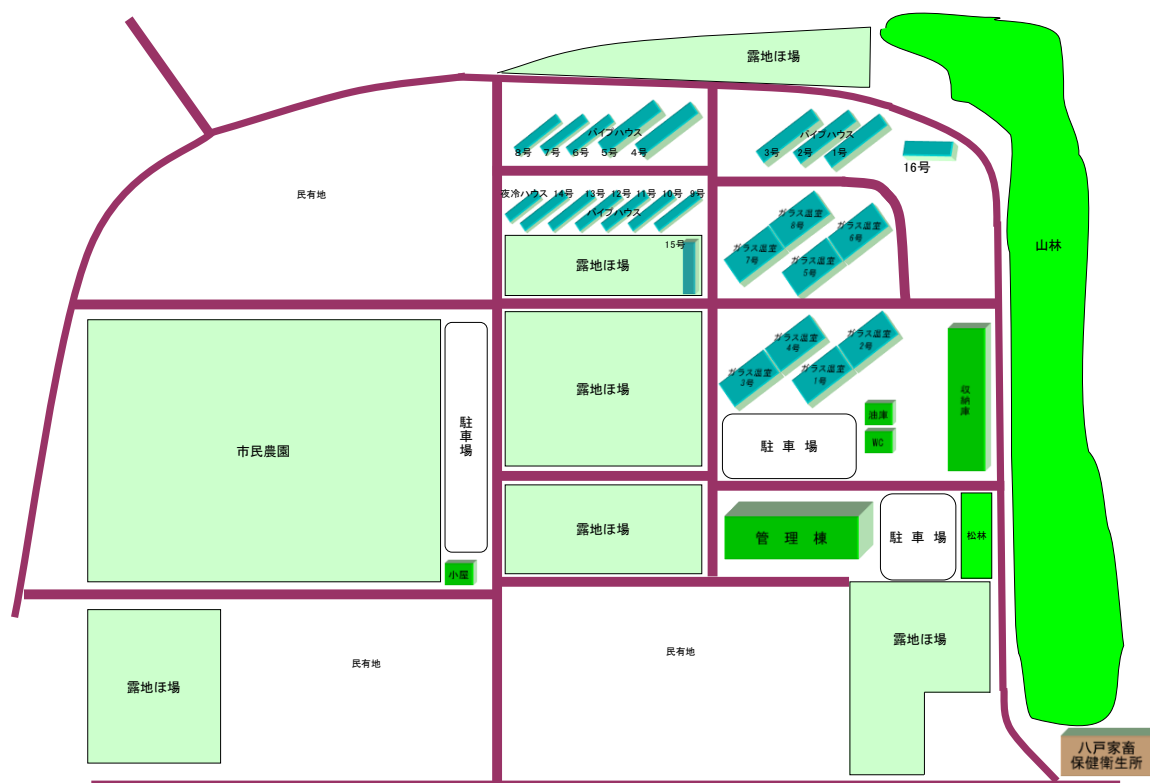 露地ほ場
パイプハウス
8号
7号
6号
5号
4号
パイプハウス
3号
2号
1号
16号
民有地
夜冷ハウス
14号
13号
12号
11号
10号
9号
パイプハウス
15号
露地ほ場
ガラス温室
8号
ガラス温室
7号
ガラス温室
6号
ガラス温室
5号
山林
ガラス温室
4号
ガラス温室
3号
ガラス温室
2号
ガラス温室
1号
収納庫
露地ほ場
油庫
WC
駐車場
駐車場
市民農園
露地ほ場
管理棟
駐車場
松林
小屋
露地ほ場
民有地
民有地
露地ほ場
八戸家畜
保健衛生所